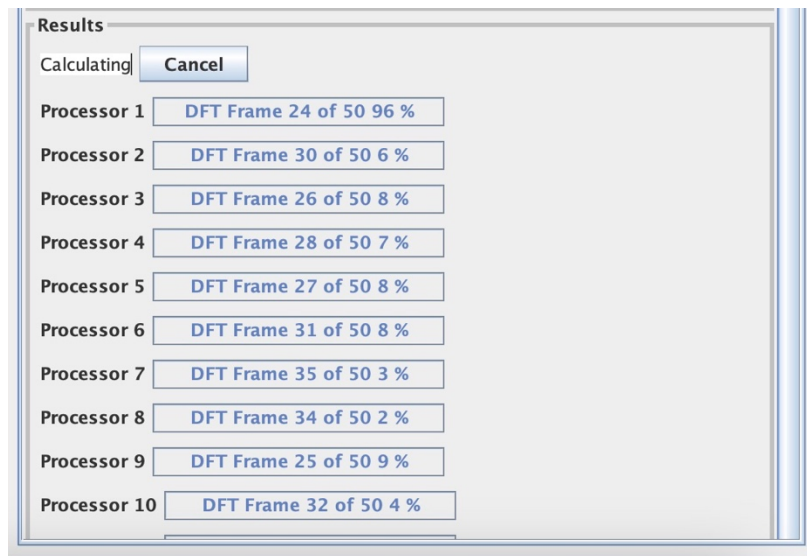 Results
Calculating Cancel
Processor 1 DFT Frame 24 of 50 96 %
Processor 2 DFT Frame 30 of 50 6 %
Processor 3 DFT Frame 26 of 50 8 %
Processor 4 DFT Frame 28 of 50 7 %
Processor 5 DFT Frame 27 of 50 8 %
Processor 6 DFT Frame 31 of 50 8 %
Processor 7 DFT Frame 35 of 50 3 %
Processor 8 DFT Frame 34 of 50 2 %
Processor 9 DFT Frame 25 of 50 9 %
Processor 10 DFT Frame 32 of 50 4 %